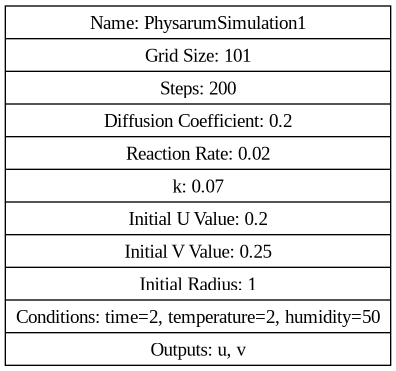 Name: PhysarumSimulation1
Grid Size: 101
Steps: 200
Diffusion Coefficient: 0.2
Reaction Rate: 0.02
k: 0.07
Initial U Value: 0.2
Initial V Value: 0.25
Initial Radius: 1
Conditions: time=2, temperature=2, humidity=50
Outputs: u, v